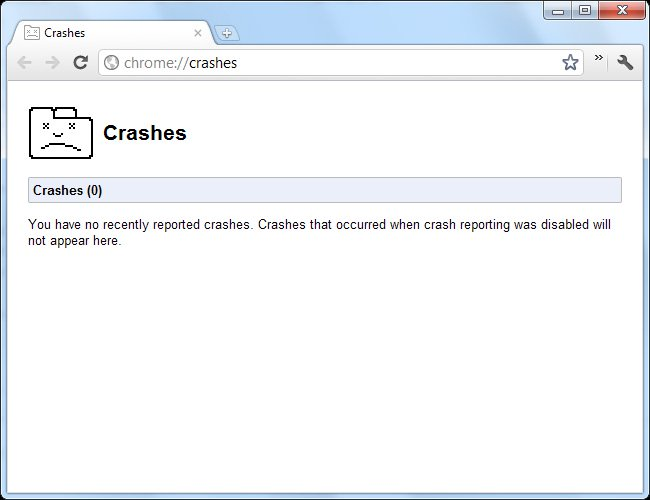 Crashes
chrome://crashes
Crashes
Crashes (0)
You have no recently reported crashes. Crashes that occurred when crash reporting was disabled will
not appear here.